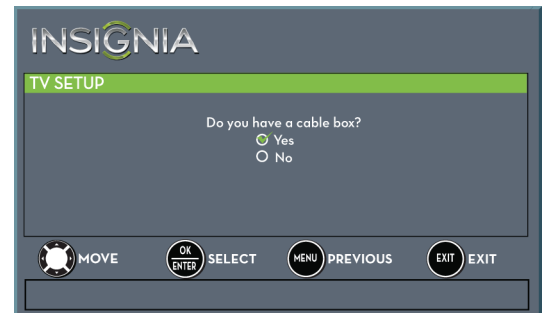 INSIGNIA
TV SETUP
Do you have a cable box?
Yes
No
MOVE OK ENTER SELECT MENU PREVIOUS EXIT EXIT